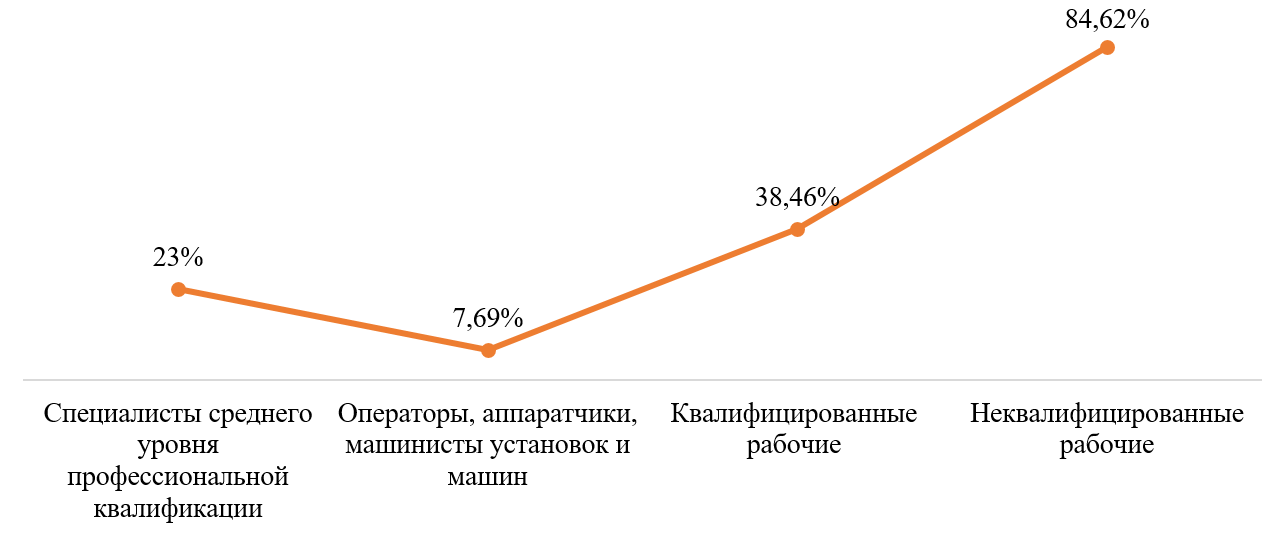 84,62%
38,46%
23%
7,69%
Специалисты среднего
уровня
профессиональной
квалификации
Операторы, аппаратчики,
машинисты установок и
машин
Квалифицированные
рабочие
Неквалифицированные
рабочие